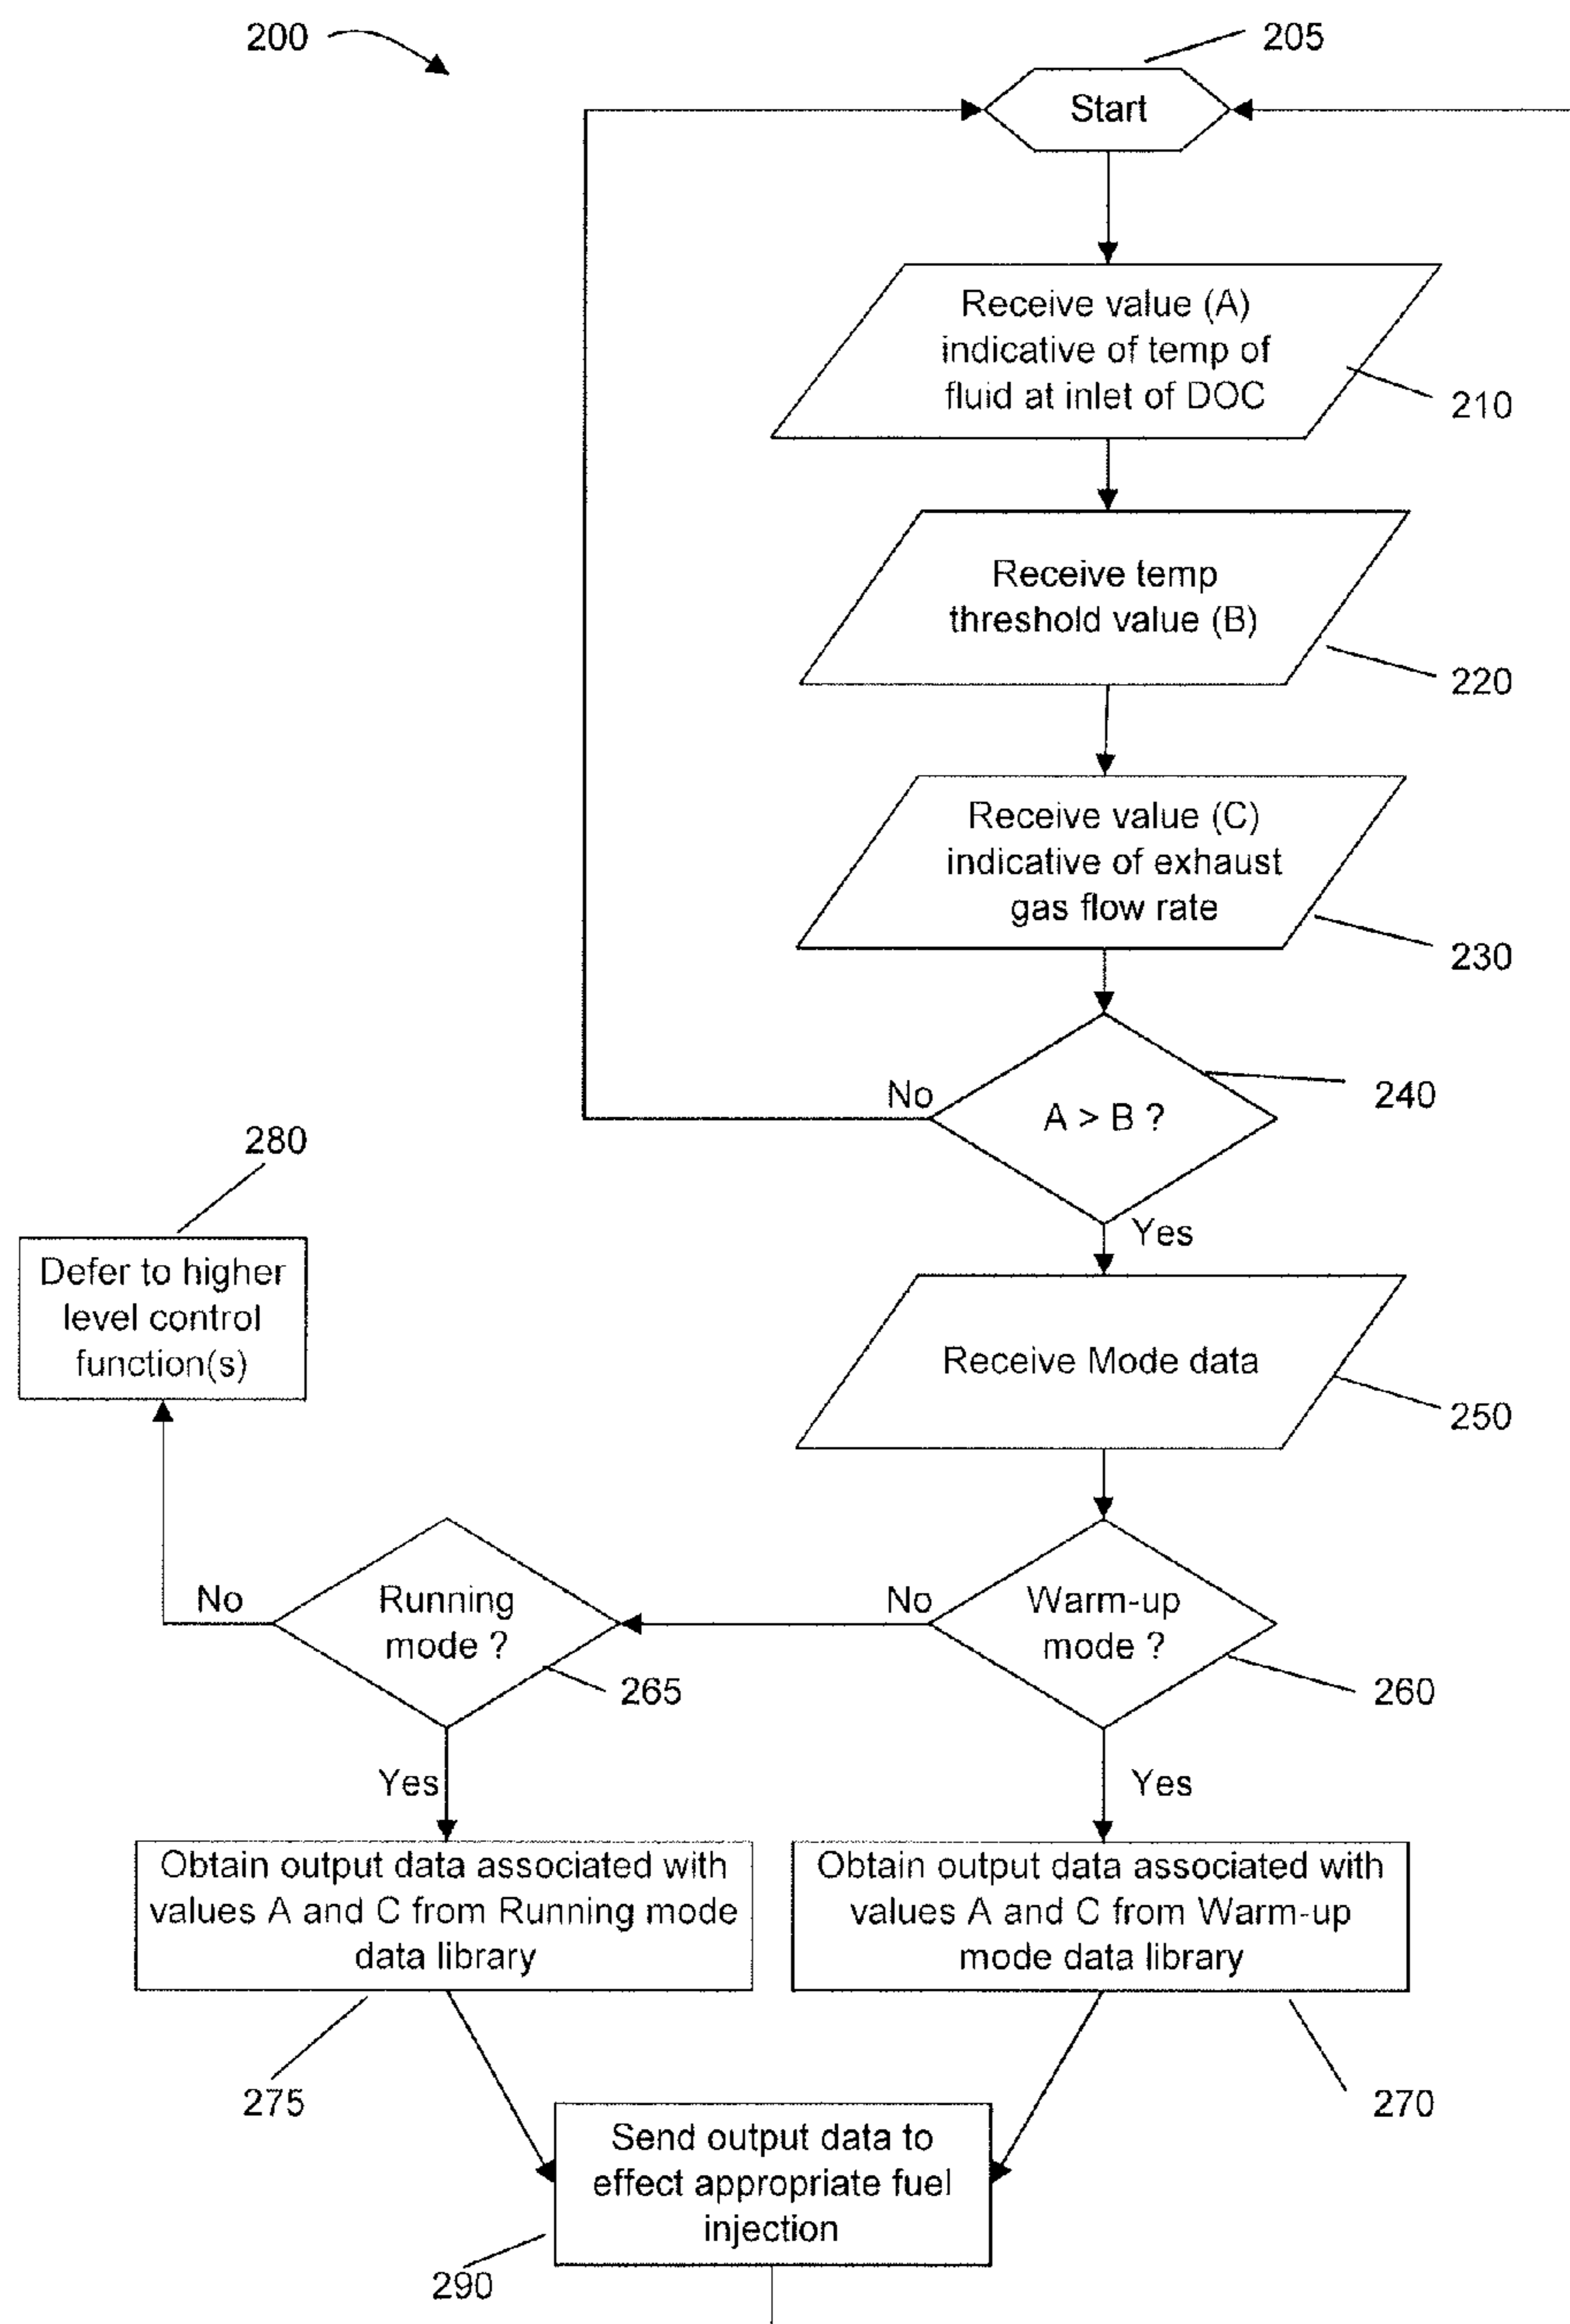 200
205
Start
Receive value (A)
indicative of temp of
fluid at inlet of DOC
210
Receive temp
threshold value (B)
220
Receive value (C)
indicative of exhaust
gas flow rate
230
No
A > B ?
240
280
Yes
Defer to higher
level control
function(s)
Receive Mode data
250
No
Running
mode ?
265
No
Warm-up
mode ?
260
Yes
Yes
Obtain output data associated with
values A and C from Running mode
data library
Obtain output data associated with
values A and C from Warm-up
mode data library
275
270
Send output data to
effect appropriate fuel
injection
290